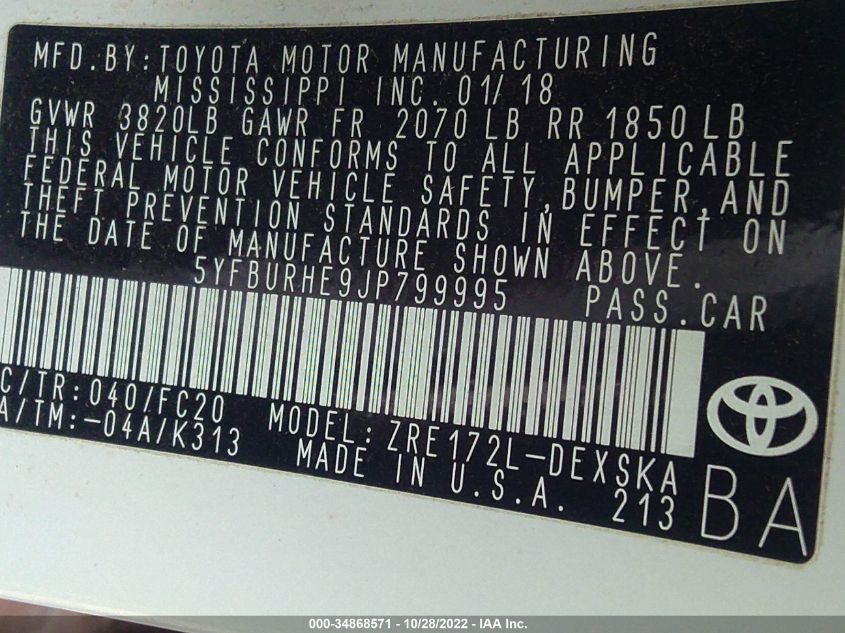 MFD.BY:TOYOTA MOTOR MANUFACTURING
MISSISSIPPI INC. 01/18
GVWR 3820LB GAWR FR 2070 LB RR 1850 LB
THIS VEHICLE CONFORMS TO ALL APPLICABLE
FEDERAL MOTOR VEHICLE SAFETY,BUMPER,AND
THEFT PREVENTION STANDARDS IN EFFECT ON
THE DATE OF MANUFACTURE SHOWN ABOVE.
5YFBURHE9JP799995 PASS.CAR
C/TR:040/FC20 MODEL:ZRE172L-DEXSKA
A/TM:-04A/K313 MADE IN U.S.A. 213
BA
000-34868571 - 10/28/2022 - IAA Inc.